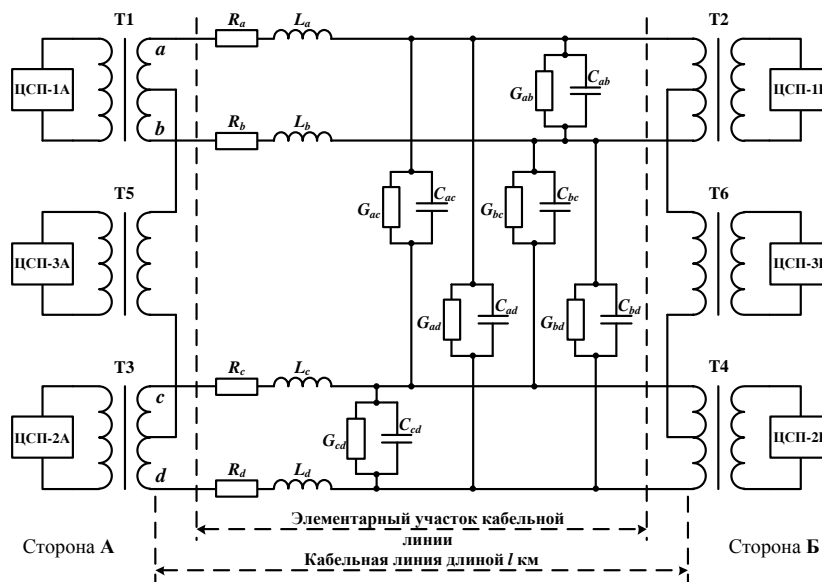 T1
T2
a
R_a
L_a
ЦСП-1А
G_ab
C_ab
b
R_b
L_b
T5
T6
G_ac
C_ac
G_bc
C_bc
ЦСП-3А
G_ad
C_ad
G_bd
C_bd
T3
T4
c
R_c
L_c
ЦСП-2А
G_cd
C_cd
d
R_d
L_d
Элементарный участок кабельной
линии
Сторона А
Сторона Б
Кабельная линия длиной l км